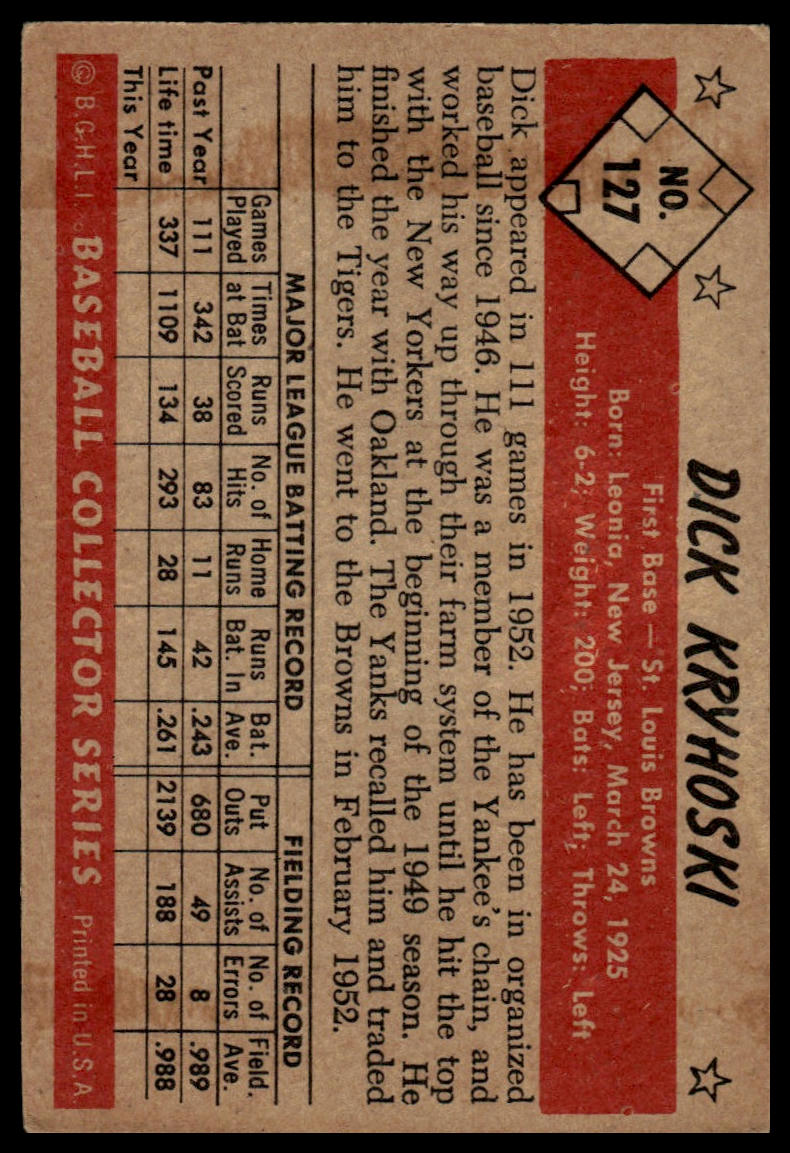 DICK KRYHOSKI
NO.
127
First Base — St. Louis Browns
Born: Leonia, New Jersey, March 24, 1925
Height: 6-2; Weight: 200; Bats: Left; Throws: Left
Dick appeared in 111 games in 1952. He has been in organized
baseball since 1946. He was a member of the Yankee's chain, and
worked his way up through their farm system until he hit the top
with the New Yorkers at the beginning of the 1949 season. He
finished the year with Oakland. The Yanks recalled him and traded
him to the Tigers. He went to the Browns in February 1952.
MAJOR LEAGUE BATTING RECORD FIELDING RECORD
Games Times Runs No. of Home Runs Bat. Put No. of No. of Field.
Played at Bat Scored Hits Runs Bat. In Ave. Outs Assists Errors Ave.
Past Year 111 342 38 83 11 42 .243 680 49 8 .989
Life time 337 1109 134 293 28 145 .261 2139 188 28 .988
This Year
© B.G.H.L.I. BASEBALL COLLECTOR SERIES Printed in U.S.A.